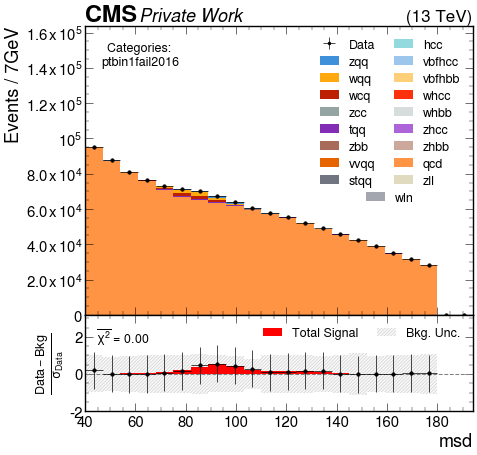 CMS Private Work (13 TeV)
Categories:
ptbin1fail2016
Data
zqq
wqq
wcq
zcc
tqq
zbb
vvqq
stqq
hcc
vbfhcc
vbfhbb
whcc
whbb
zhcc
zhbb
qcd
zll
wln
Events / 7GeV
1.6 x 10⁵
1.4 x 10⁵
1.2 x 10⁵
10⁵
8.0 x 10⁴
6.0 x 10⁴
4.0 x 10⁴
2.0 x 10⁴
0
χ² = 0.00
Total Signal
Bkg. Unc.
Data - Bkg
σData
2
0
-2
40 60 80 100 120 140 160 180
msd